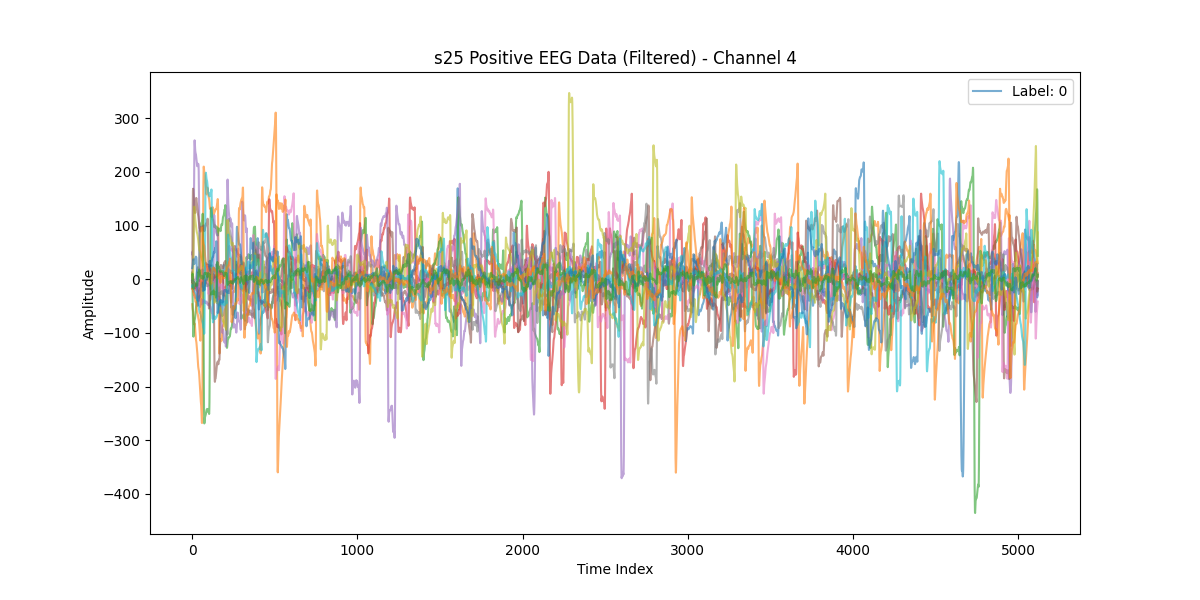 s25 Positive EEG Data (Filtered) - Channel 4
Label: 0
300
200
100
0
−100
−200
−300
−400
Amplitude
0 1000 2000 3000 4000 5000
Time Index